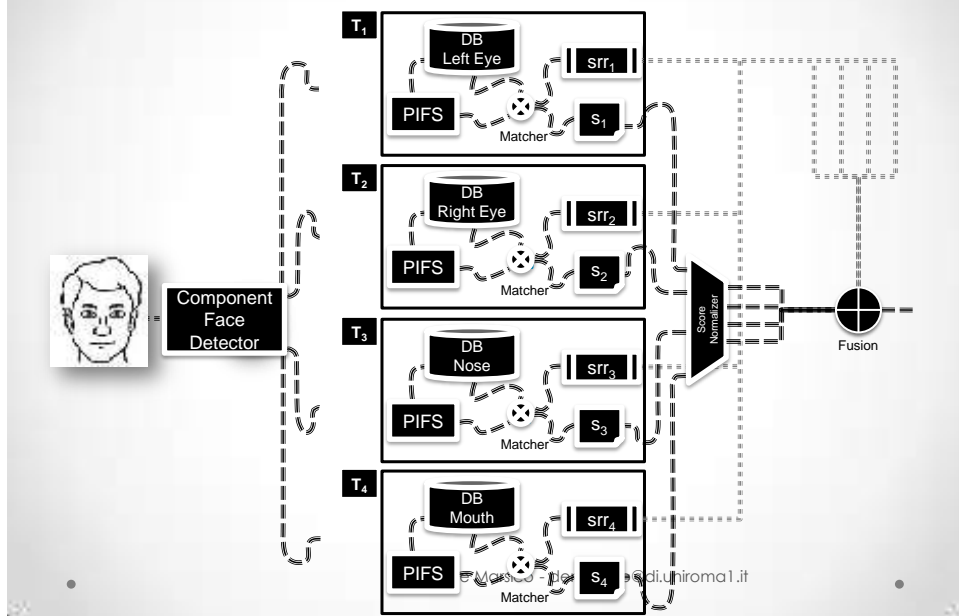 T1
DB
Left Eye
srr1
PIFS
s1
Matcher
T2
DB
Right Eye
srr2
PIFS
s2
Matcher
Component
Face
Detector
Score
Normalizer
Fusion
T3
DB
Nose
srr3
PIFS
s3
Matcher
T4
DB
Mouth
srr4
PIFS
s4
Matcher
Marsico - @di.uniroma1.it